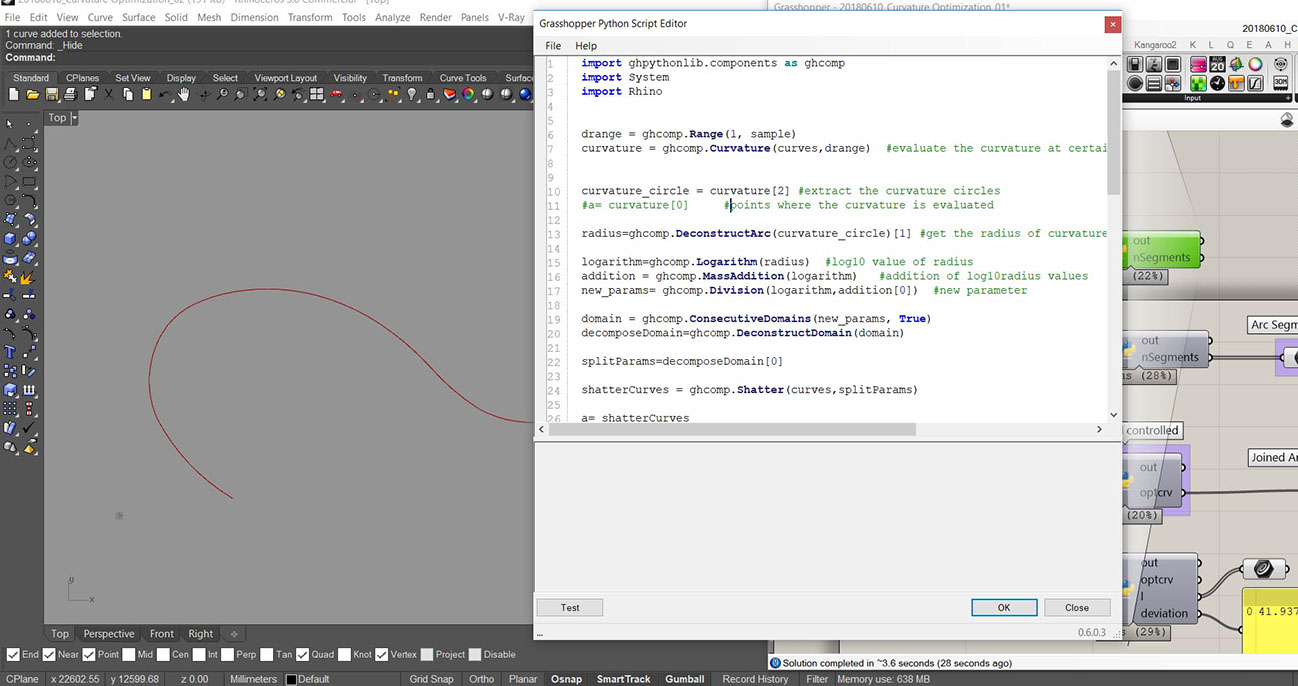 20180610_Curvature Optimization_02 (191 KB) - Rhinoceros 5.0 Commercial - [Top]
File Edit View Curve Surface Solid Mesh Dimension Transform Tools Analyze Render Panels V-Ray
1 curve added to selection.
Command: _Hide
Command:
Standard CPlanes Set View Display Select Viewport Layout Visibility Transform Curve Tools Surfac
Top
Grasshopper - 20180610_Curvature Optimization_01*
20180610_C
Kangaroo2 K L Q E A H
Input
Grasshopper Python Script Editor
File Help
1 import ghpythonlib.components as ghcomp
2 import System
3 import Rhino
4
5
6 drange = ghcomp.Range(1, sample)
7 curvature = ghcomp.Curvature(curves,drange) #evaluate the curvature at certai
8
9
10 curvature_circle = curvature[2] #extract the curvature circles
11 #a= curvature[0] #points where the curvature is evaluated
12
13 radius=ghcomp.DeconstructArc(curvature_circle)[1] #get the radius of curvature
14
15 logarithm=ghcomp.Logarithm(radius) #log10 value of radius
16 addition = ghcomp.MassAddition(logarithm) #addition of log10radius values
17 new_params= ghcomp.Division(logarithm,addition[0]) #new parameter
18
19 domain = ghcomp.ConsecutiveDomains(new_params, True)
20 decomposeDomain=ghcomp.DeconstructDomain(domain)
21
22 splitParams=decomposeDomain[0]
23
24 shatterCurves = ghcomp.Shatter(curves,splitParams)
25
26 a= shatterCurves
Test OK Close
... 0.6.0.3
out
nSegments
(22%)
Arc Segm
out
nSegments
ns (28%)
controlled
Joined Ar
out
optcrv
(20%)
out
optcrv
l
deviation
s (29%)
0 41.937
y
x
Top Perspective Front Right
End Near Point Mid Cen Int Perp Tan Quad Knot Vertex Project Disable
Solution completed in ~3.6 seconds (28 seconds ago)
CPlane x 22602.55 y 12599.68 z 0.00 Millimeters Default Grid Snap Ortho Planar Osnap SmartTrack Gumball Record History Filter Memory use: 638 MB